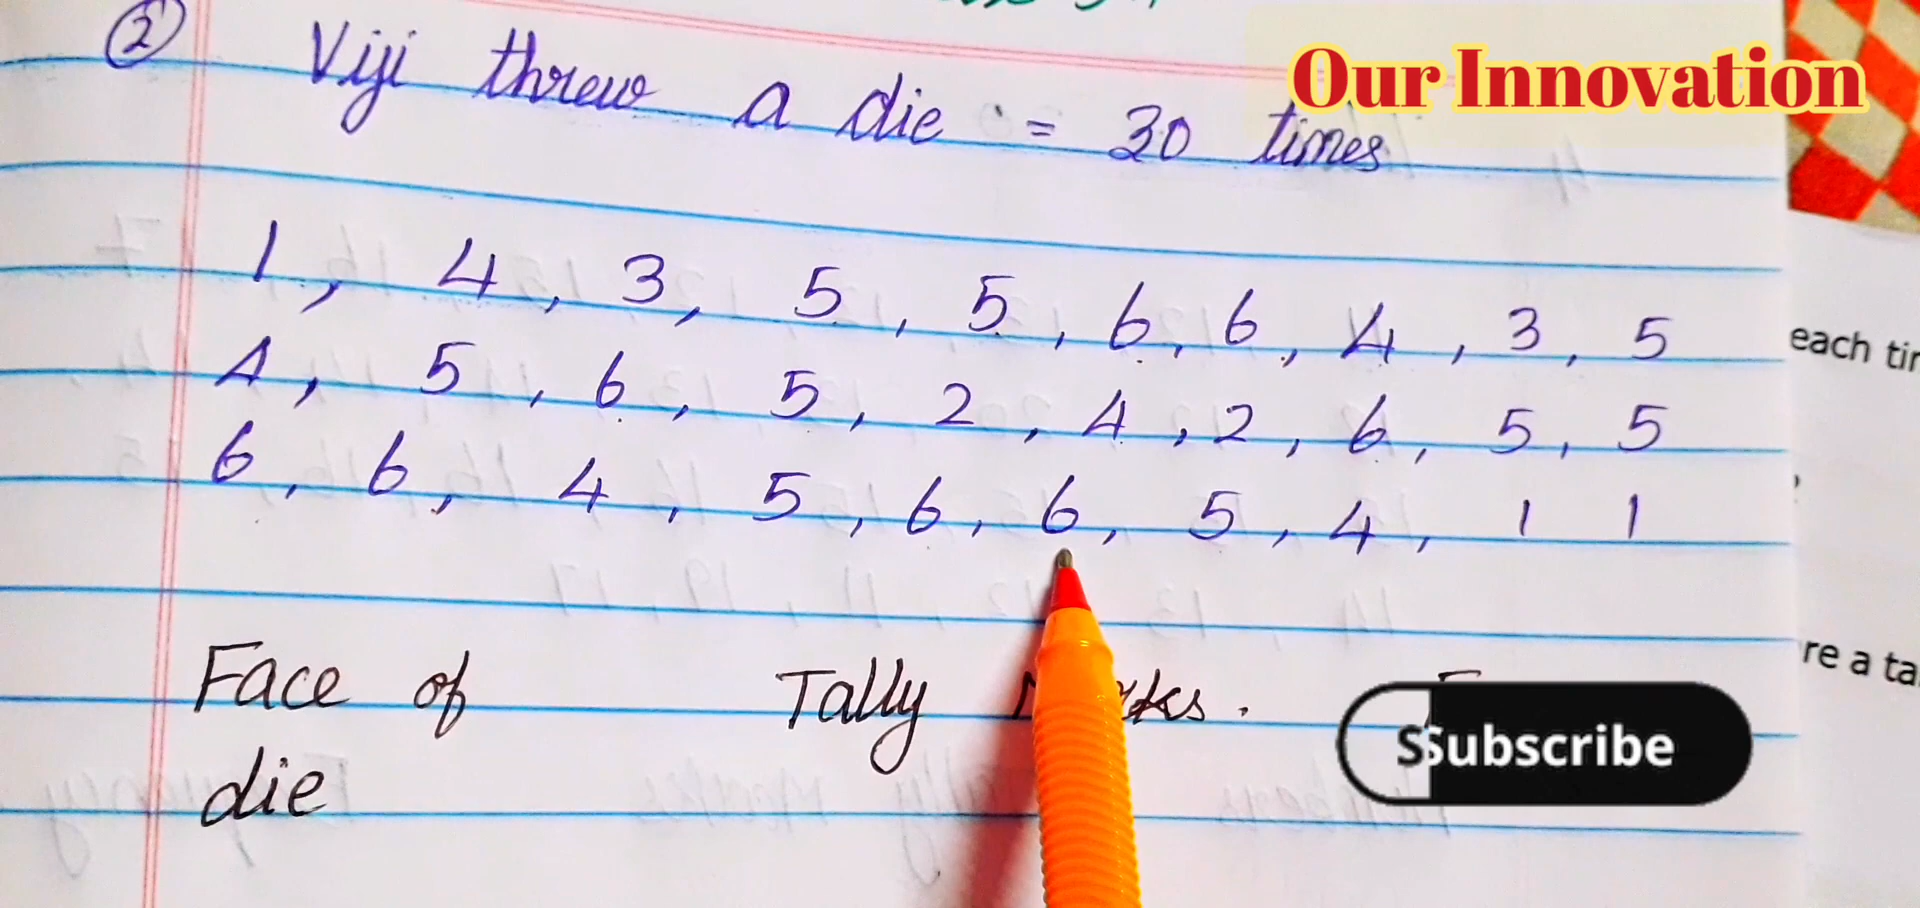 Our Innovation
② Viji threw a die = 30 times
1, 4, 3, 5, 5, 6, 6, 4, 3, 5
4, 5, 6, 5, 2, 4, 2, 6, 5, 5
6, 6, 4, 5, 6, 6, 5, 4, 1 1
each tir
re a ta
Face of Tally
die
Subscribe